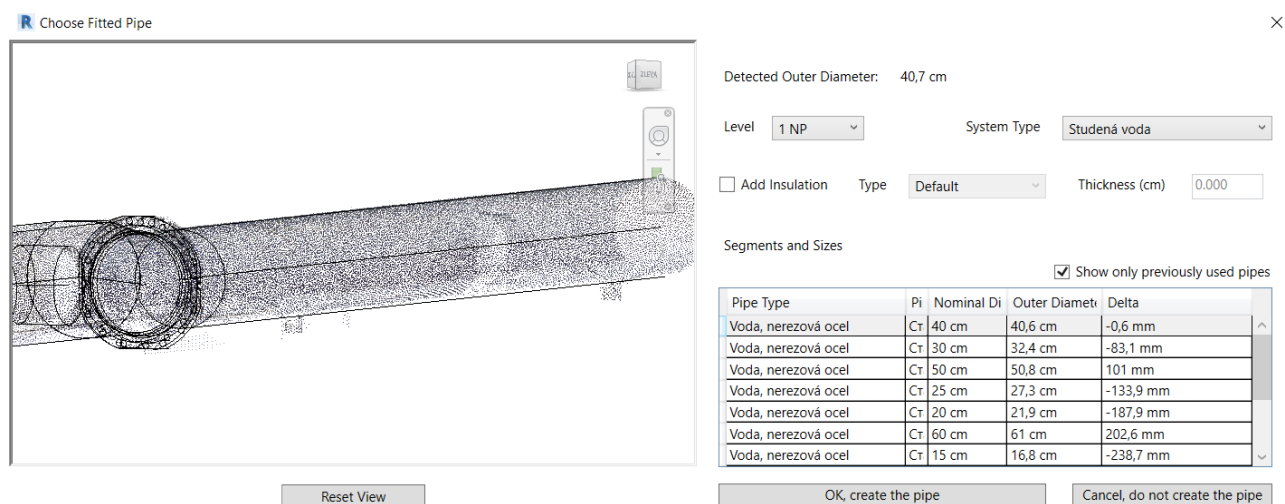 Choose Fitted Pipe
ZLEVA
Detected Outer Diameter: 40,7 cm
Level 1 NP System Type Studená voda
Add Insulation Type Default Thickness (cm) 0.000
Segments and Sizes
Show only previously used pipes
Pipe Type Pi Nominal Di Outer Diamete Delta
Voda, nerezová ocel Ст 40 cm 40,6 cm -0,6 mm
Voda, nerezová ocel Ст 30 cm 32,4 cm -83,1 mm
Voda, nerezová ocel Ст 50 cm 50,8 cm 101 mm
Voda, nerezová ocel Ст 25 cm 27,3 cm -133,9 mm
Voda, nerezová ocel Ст 20 cm 21,9 cm -187,9 mm
Voda, nerezová ocel Ст 60 cm 61 cm 202,6 mm
Voda, nerezová ocel Ст 15 cm 16,8 cm -238,7 mm
Reset View OK, create the pipe Cancel, do not create the pipe